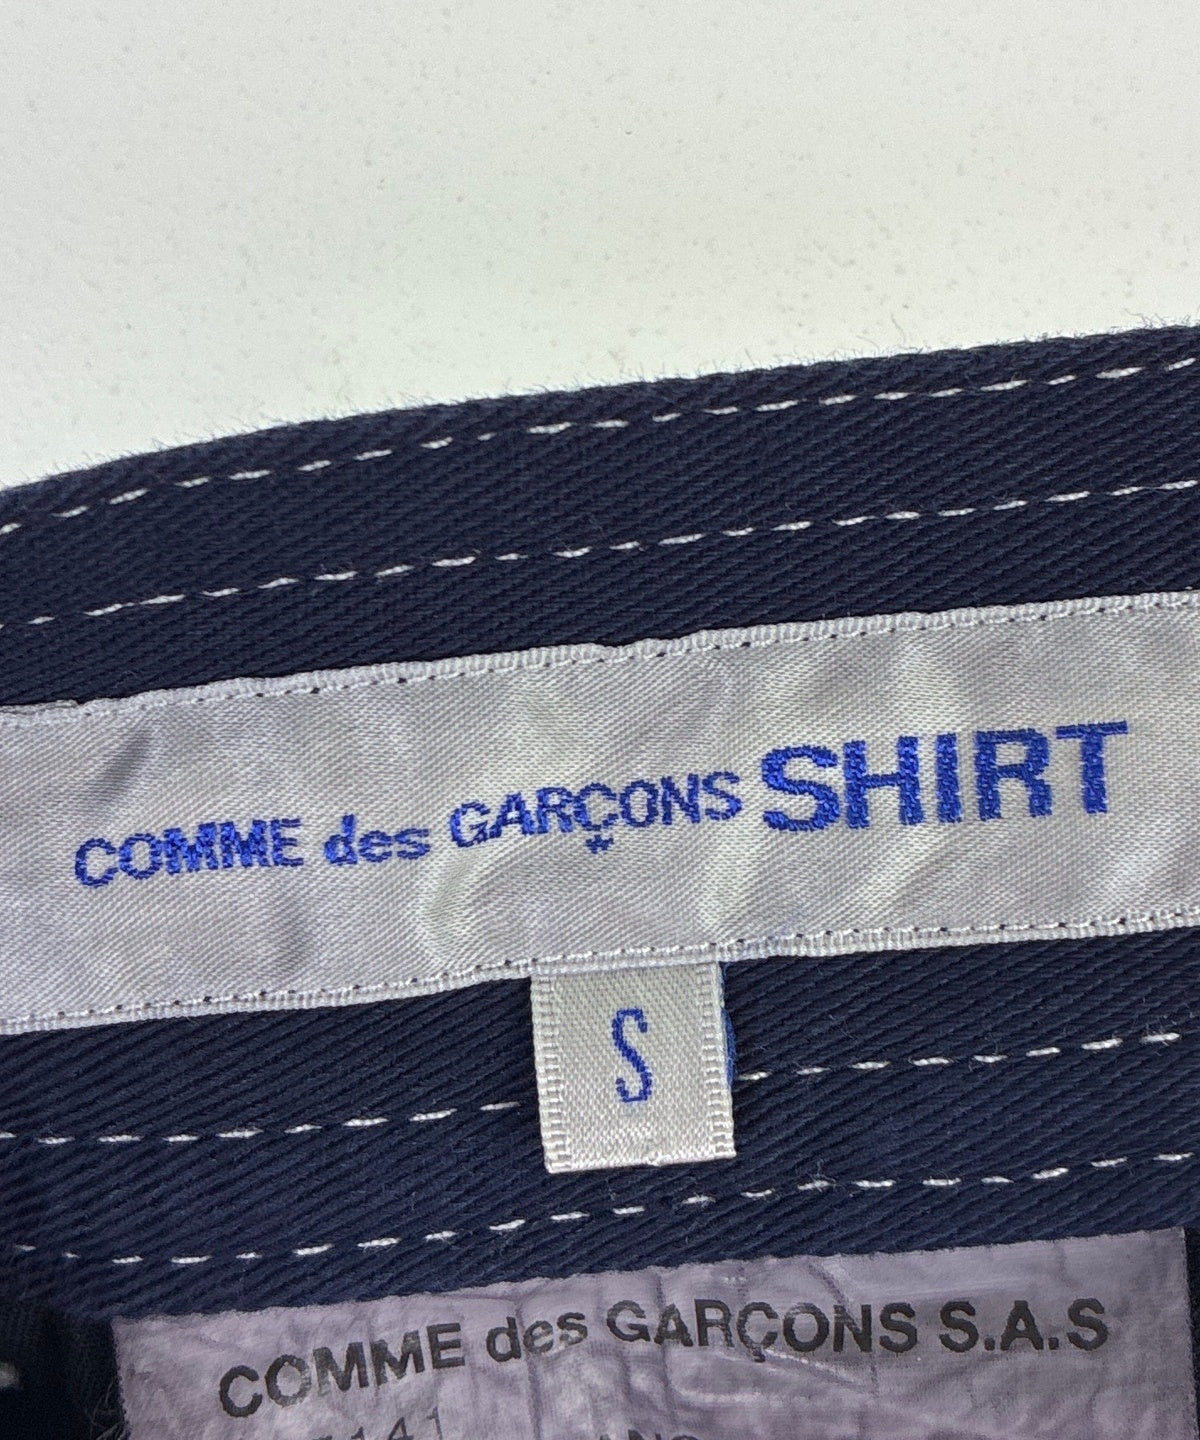 COMME des GARÇONS SHIRT
S
COMME des GARÇONS S.A.S